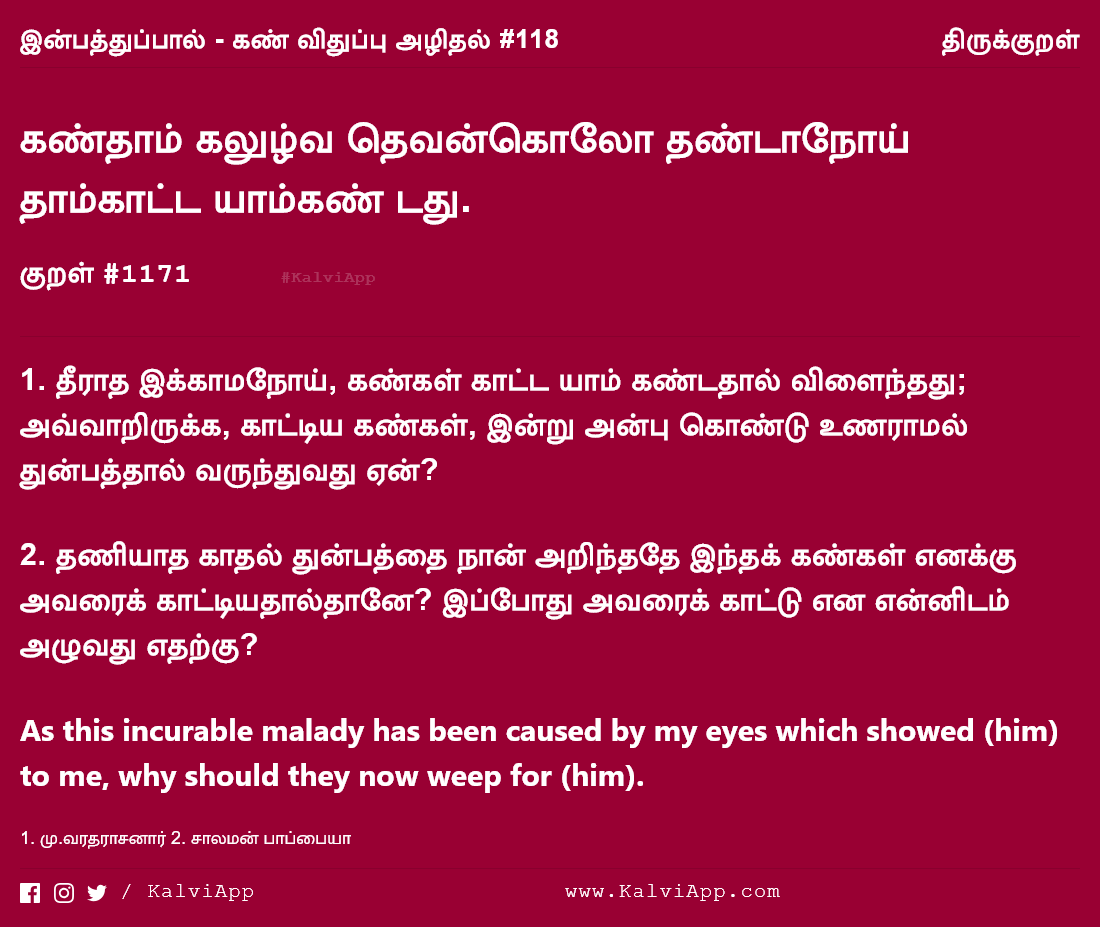 இன்பத்துப்பால் - கண் விதுப்பு அழிதல் #118
திருக்குறள்
கண்தாம் கலுழ்வ தெவன்கொலோ தண்டாநோய்
தாம்காட்ட யாம்கண் டது.
குறள் #1171
#KalviApp
1. தீராத இக்காமநோய், கண்கள் காட்ட யாம் கண்டதால் விளைந்தது;
அவ்வாறிருக்க, காட்டிய கண்கள், இன்று அன்பு கொண்டு உணராமல்
துன்பத்தால் வருந்துவது ஏன்?
2. தணியாத காதல் துன்பத்தை நான் அறிந்ததே இந்தக் கண்கள் எனக்கு
அவரைக் காட்டியதால்தானே? இப்போது அவரைக் காட்டு என என்னிடம்
அழுவது எதற்கு?
As this incurable malady has been caused by my eyes which showed (him)
to me, why should they now weep for (him).
1. மு.வரதராசனார் 2. சாலமன் பாப்பையா
/ KalviApp
www.KalviApp.com